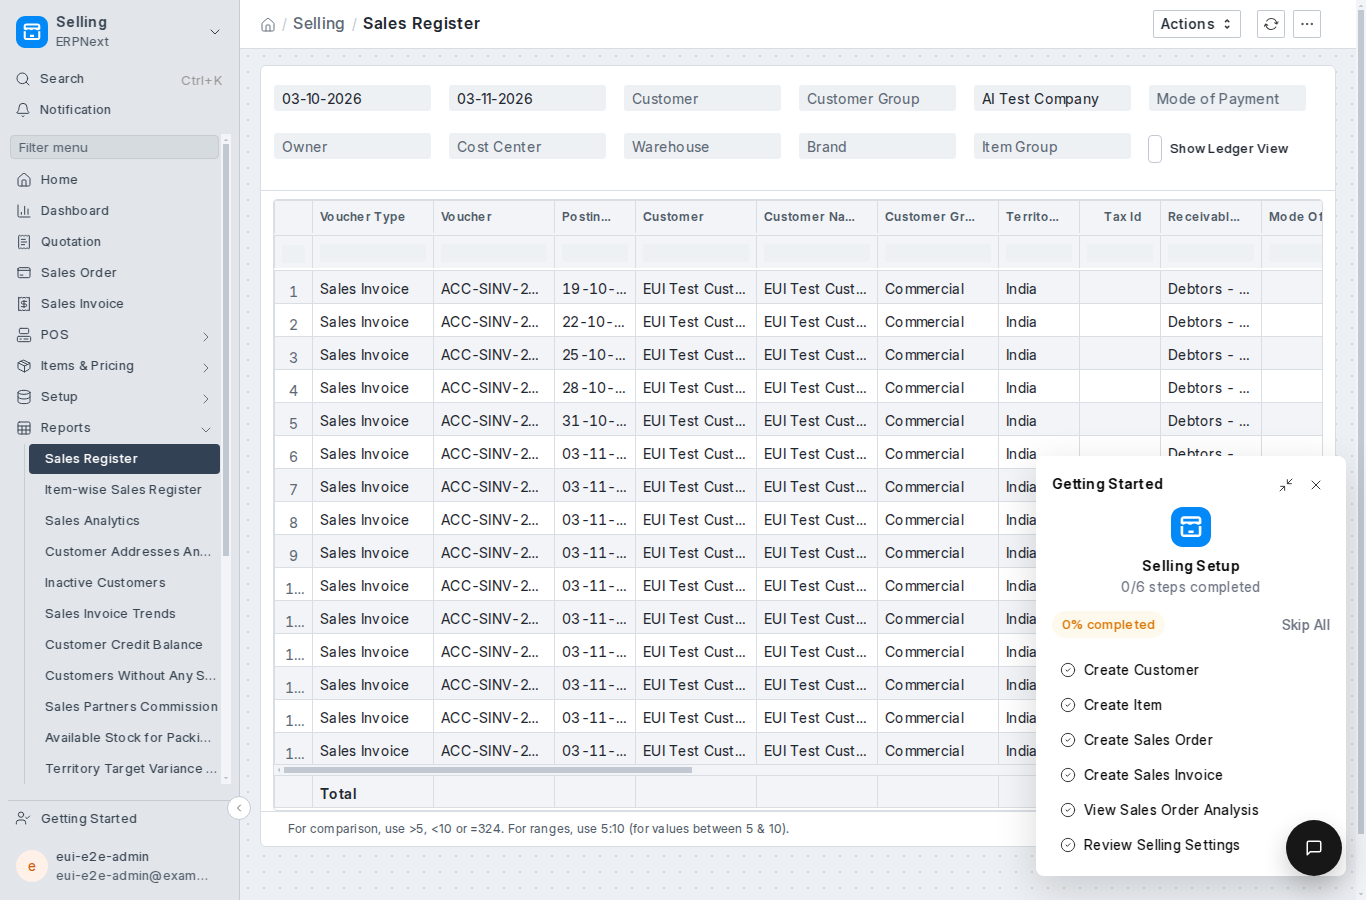 Selling
ERPNext
Search
Ctrl+K
Notification
Filter menu
Home
Dashboard
Quotation
Sales Order
Sales Invoice
POS
Items & Pricing
Setup
Reports
Sales Register
Item-wise Sales Register
Sales Analytics
Customer Addresses An...
Inactive Customers
Sales Invoice Trends
Customer Credit Balance
Customers Without Any S...
Sales Partners Commission
Available Stock for Packi...
Territory Target Variance ...
Getting Started
e
eui-e2e-admin
eui-e2e-admin@exam...
/ Selling / Sales Register
Actions
03-10-2026 03-11-2026 Customer Customer Group AI Test Company Mode of Payment
Owner Cost Center Warehouse Brand Item Group Show Ledger View
Voucher Type Voucher Postin... Customer Customer Na... Customer Gr... Territo... Tax Id Receivabl... Mode Of
1 Sales Invoice ACC-SINV-2... 19-10-... EUI Test Cust... EUI Test Cust... Commercial India Debtors - ...
2 Sales Invoice ACC-SINV-2... 22-10-... EUI Test Cust... EUI Test Cust... Commercial India Debtors - ...
3 Sales Invoice ACC-SINV-2... 25-10-... EUI Test Cust... EUI Test Cust... Commercial India Debtors - ...
4 Sales Invoice ACC-SINV-2... 28-10-... EUI Test Cust... EUI Test Cust... Commercial India Debtors - ...
5 Sales Invoice ACC-SINV-2... 31-10-... EUI Test Cust... EUI Test Cust... Commercial India Debtors - ...
6 Sales Invoice ACC-SINV-2... 03-11-... EUI Test Cust... EUI Test Cust... Commercial India Debtors - ...
7 Sales Invoice ACC-SINV-2... 03-11-... EUI Test Cust... EUI Test Cust... Commercial India
8 Sales Invoice ACC-SINV-2... 03-11-... EUI Test Cust... EUI Test Cust... Commercial India
9 Sales Invoice ACC-SINV-2... 03-11-... EUI Test Cust... EUI Test Cust... Commercial India
1... Sales Invoice ACC-SINV-2... 03-11-... EUI Test Cust... EUI Test Cust... Commercial India
1... Sales Invoice ACC-SINV-2... 03-11-... EUI Test Cust... EUI Test Cust... Commercial India
1... Sales Invoice ACC-SINV-2... 03-11-... EUI Test Cust... EUI Test Cust... Commercial India
1... Sales Invoice ACC-SINV-2... 03-11-... EUI Test Cust... EUI Test Cust... Commercial India
1... Sales Invoice ACC-SINV-2... 03-11-... EUI Test Cust... EUI Test Cust... Commercial India
1... Sales Invoice ACC-SINV-2... 03-11-... EUI Test Cust... EUI Test Cust... Commercial India
Total
For comparison, use >5, <10 or =324. For ranges, use 5:10 (for values between 5 & 10).
Getting Started
Selling Setup
0/6 steps completed
0% completed
Skip All
Create Customer
Create Item
Create Sales Order
Create Sales Invoice
View Sales Order Analysis
Review Selling Settings